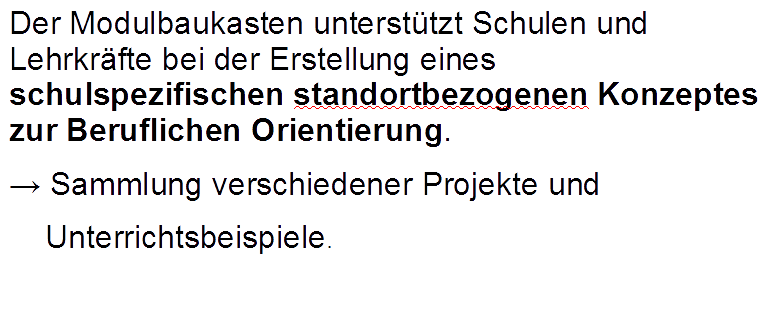 Der Modulbaukasten unterstützt Schulen und
Lehrkräfte bei der Erstellung eines
schulspezifischen standortbezogenen Konzeptes
zur Beruflichen Orientierung.
→ Sammlung verschiedener Projekte und
Unterrichtsbeispiele.